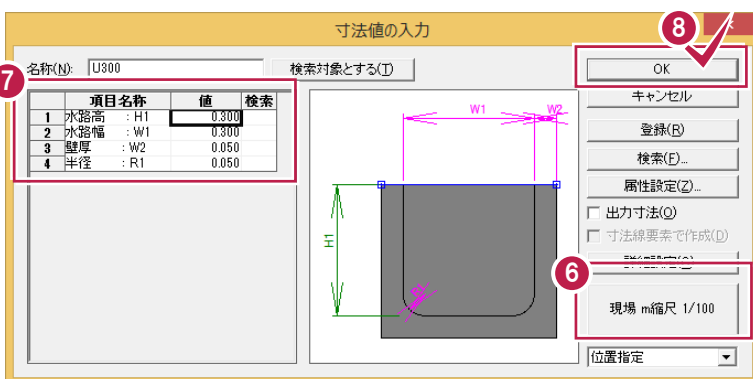 寸法値の入力
8
名称(N): U300 検索対象とする(T)
OK
キャンセル
7
項目名称 値 検索
1 水路高 : H1 0.300
2 水路幅 : W1 0.300
3 壁厚 : W2 0.050
4 半径 : R1 0.050
W1 W2
H1
R1
登録(R)
検索(F)...
属性設定(Z)...
出力寸法(O)
寸法線要素で作成(D)
6
現場 m縮尺 1/100
位置指定